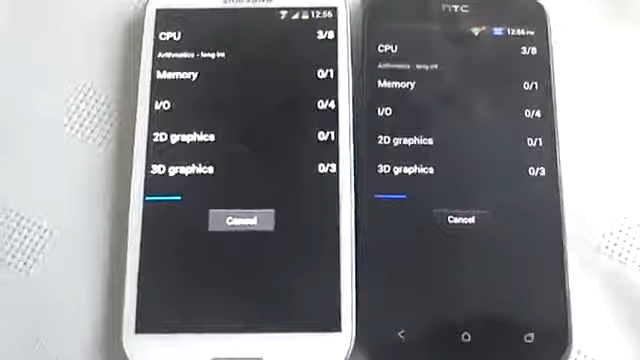 SAMSUNG
12:56
CPU 3/8
Arithmetics - long int
Memory 0/1
I/O 0/4
2D graphics 0/1
3D graphics 0/3
Cancel
hTC
12:56 PM
CPU 3/8
Arithmetics - long int
Memory 0/1
I/O 0/4
2D graphics 0/1
3D graphics 0/3
Cancel